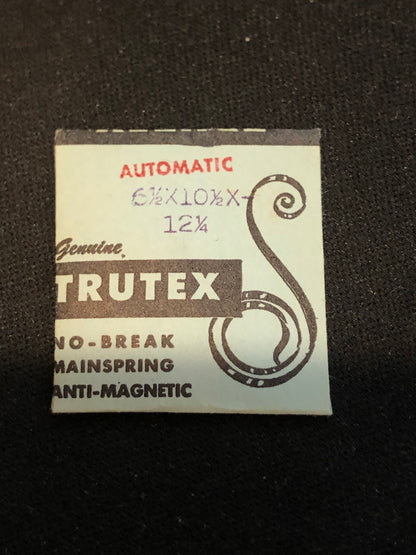 AUTOMATIC
6½X10½X-
12¼
Genuine
TRUTEX
NO-BREAK
MAINSPRING
ANTI-MAGNETIC